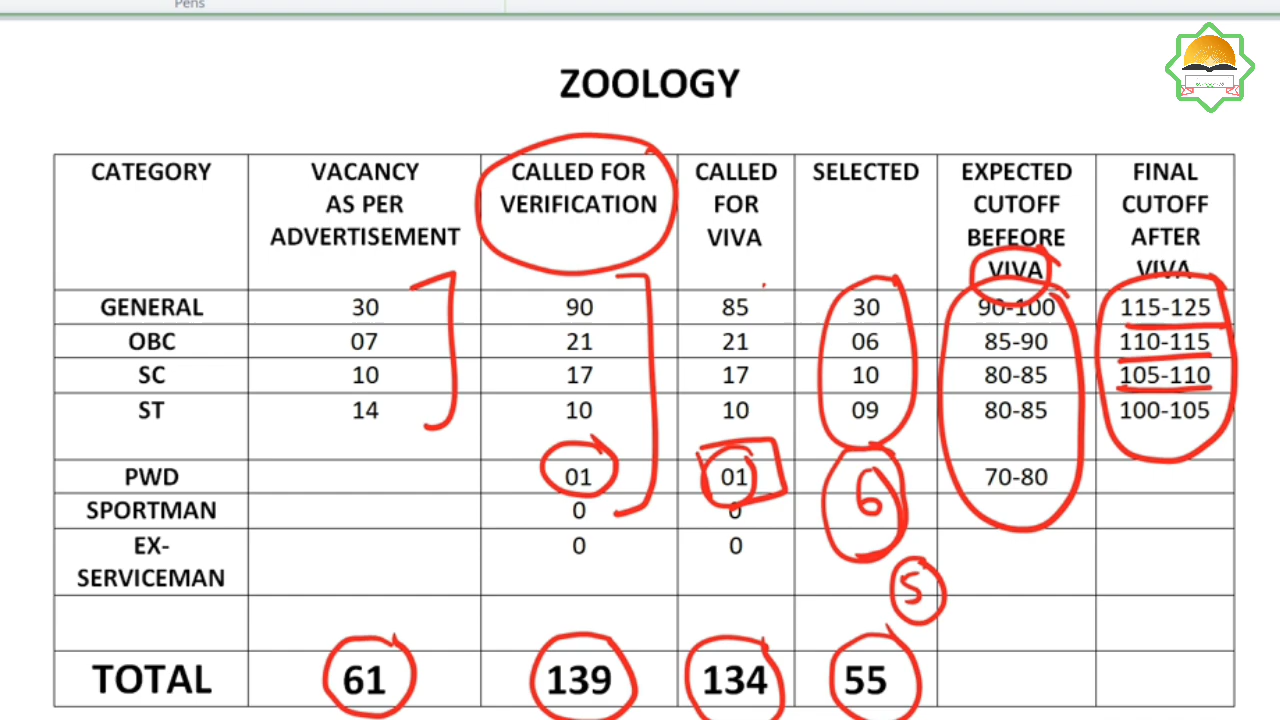 Pens
ZOOLOGY
CATEGORY VACANCY AS PER ADVERTISEMENT CALLED FOR VERIFICATION CALLED FOR VIVA SELECTED EXPECTED CUTOFF BEFEORE VIVA FINAL CUTOFF AFTER VIVA
GENERAL 30 90 85 30 90-100 115-125
OBC 07 21 21 06 85-90 110-115
SC 10 17 17 10 80-85 105-110
ST 14 10 10 09 80-85 100-105
PWD 01 01 6 70-80
SPORTMAN 0 0
EX-SERVICEMAN 0 0
5
TOTAL 61 139 134 55